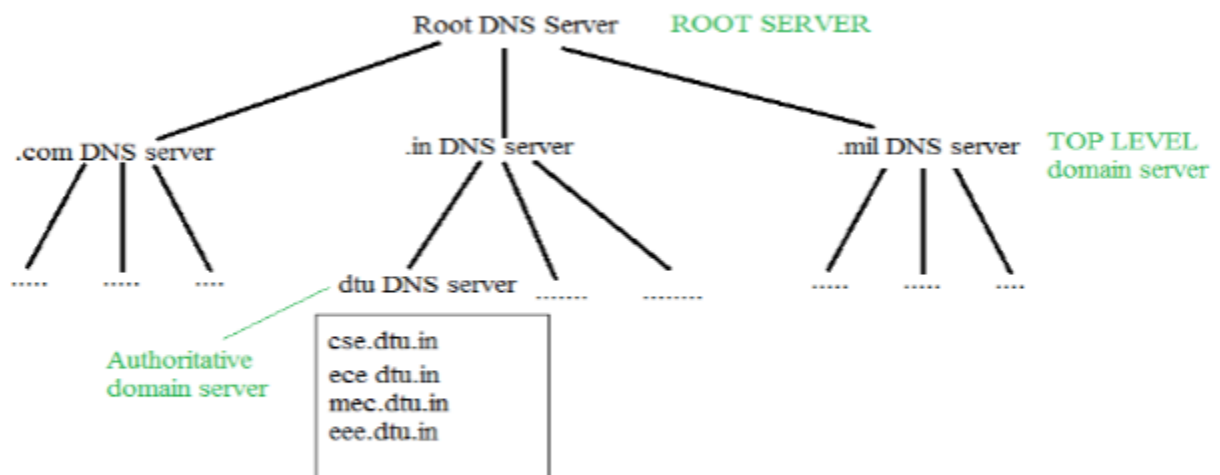 Root DNS Server ROOT SERVER
.com DNS server .in DNS server .mil DNS server TOP LEVEL
domain server
..... ..... .... dtu DNS server ....... ........ ..... ..... ....
Authoritative
domain server
cse.dtu.in
ece dtu.in
mec.dtu.in
eee.dtu.in